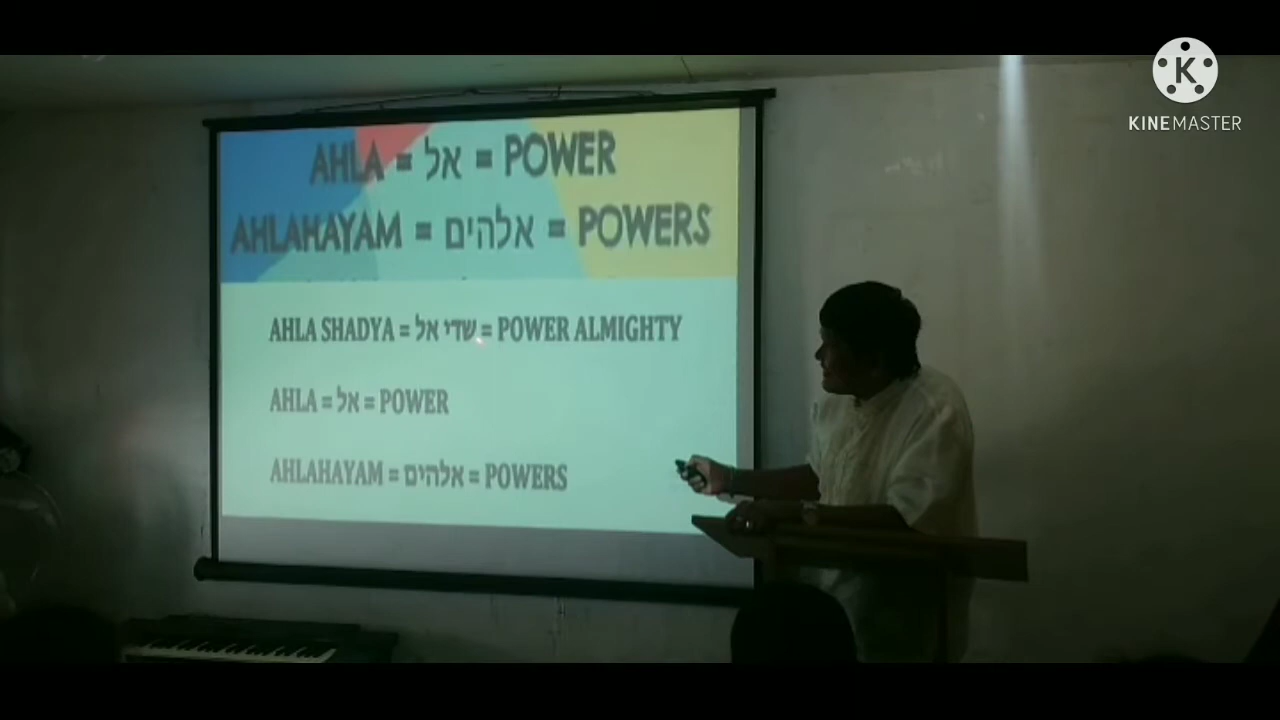 AHLA = אל = POWER
AHLAHAYAM = אלהים = POWERS
AHLA SHADYA = שדי אל = POWER ALMIGHTY
AHLA = אל = POWER
AHLAHAYAM = אלהים = POWERS
K
KINEMASTER